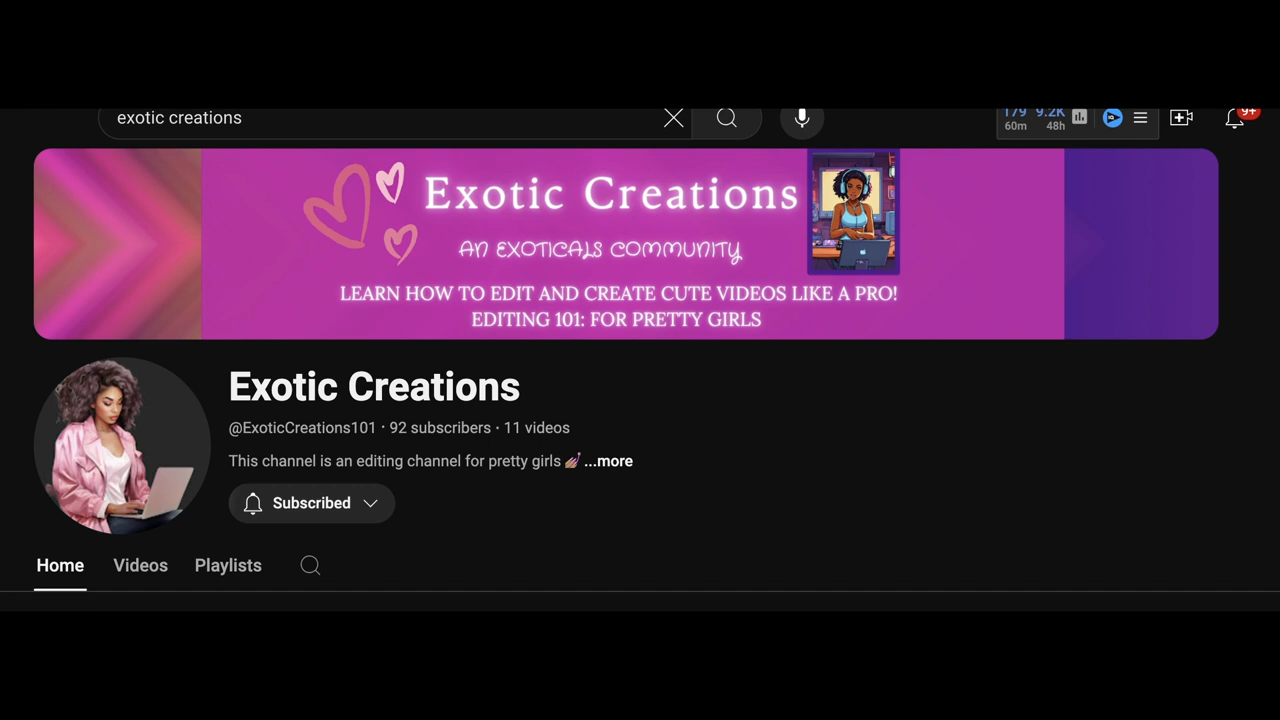 exotic creations
179 9.2K
60m 48h
9+
Exotic Creations
AN EXOTICALS COMMUNITY
LEARN HOW TO EDIT AND CREATE CUTE VIDEOS LIKE A PRO!
EDITING 101: FOR PRETTY GIRLS
Exotic Creations
@ExoticCreations101 · 92 subscribers · 11 videos
This channel is an editing channel for pretty girls 💅🏽 ...more
Subscribed
Home Videos Playlists